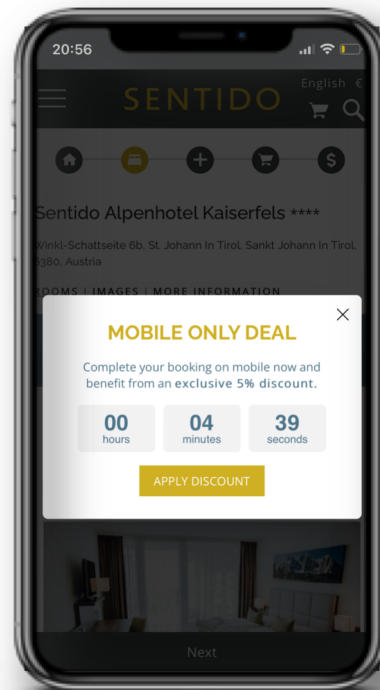 20:56
English €
SENTIDO
$
Sentido Alpenhotel Kaiserfels ****
Winkl-Schattseite 6b, St. Johann In Tirol, Sankt Johann In Tirol,
6380, Austria
ROOMS | IMAGES | MORE INFORMATION
MOBILE ONLY DEAL
Complete your booking on mobile now and
benefit from an exclusive 5% discount.
00 04 39
hours minutes seconds
APPLY DISCOUNT
Next